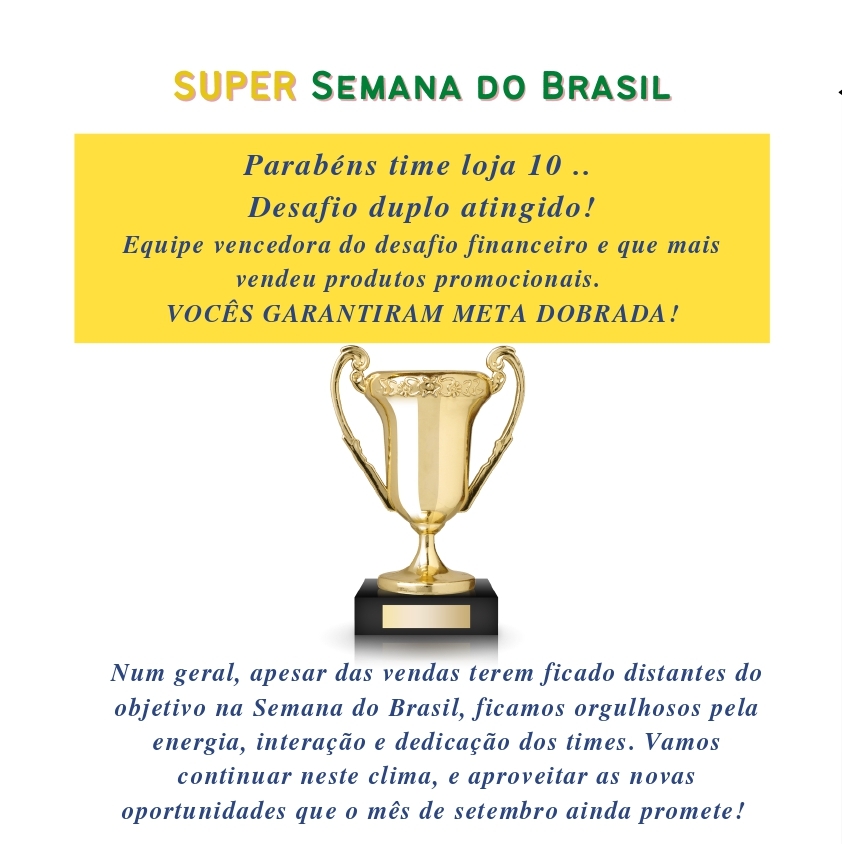 SUPER SEMANA DO BRASIL
Parabéns time loja 10 ..
Desafio duplo atingido!
Equipe vencedora do desafio financeiro e que mais
vendeu produtos promocionais.
VOCÊS GARANTIRAM META DOBRADA!
Num geral, apesar das vendas terem ficado distantes do
objetivo na Semana do Brasil, ficamos orgulhosos pela
energia, interação e dedicação dos times. Vamos
continuar neste clima, e aproveitar as novas
oportunidades que o mês de setembro ainda promete!